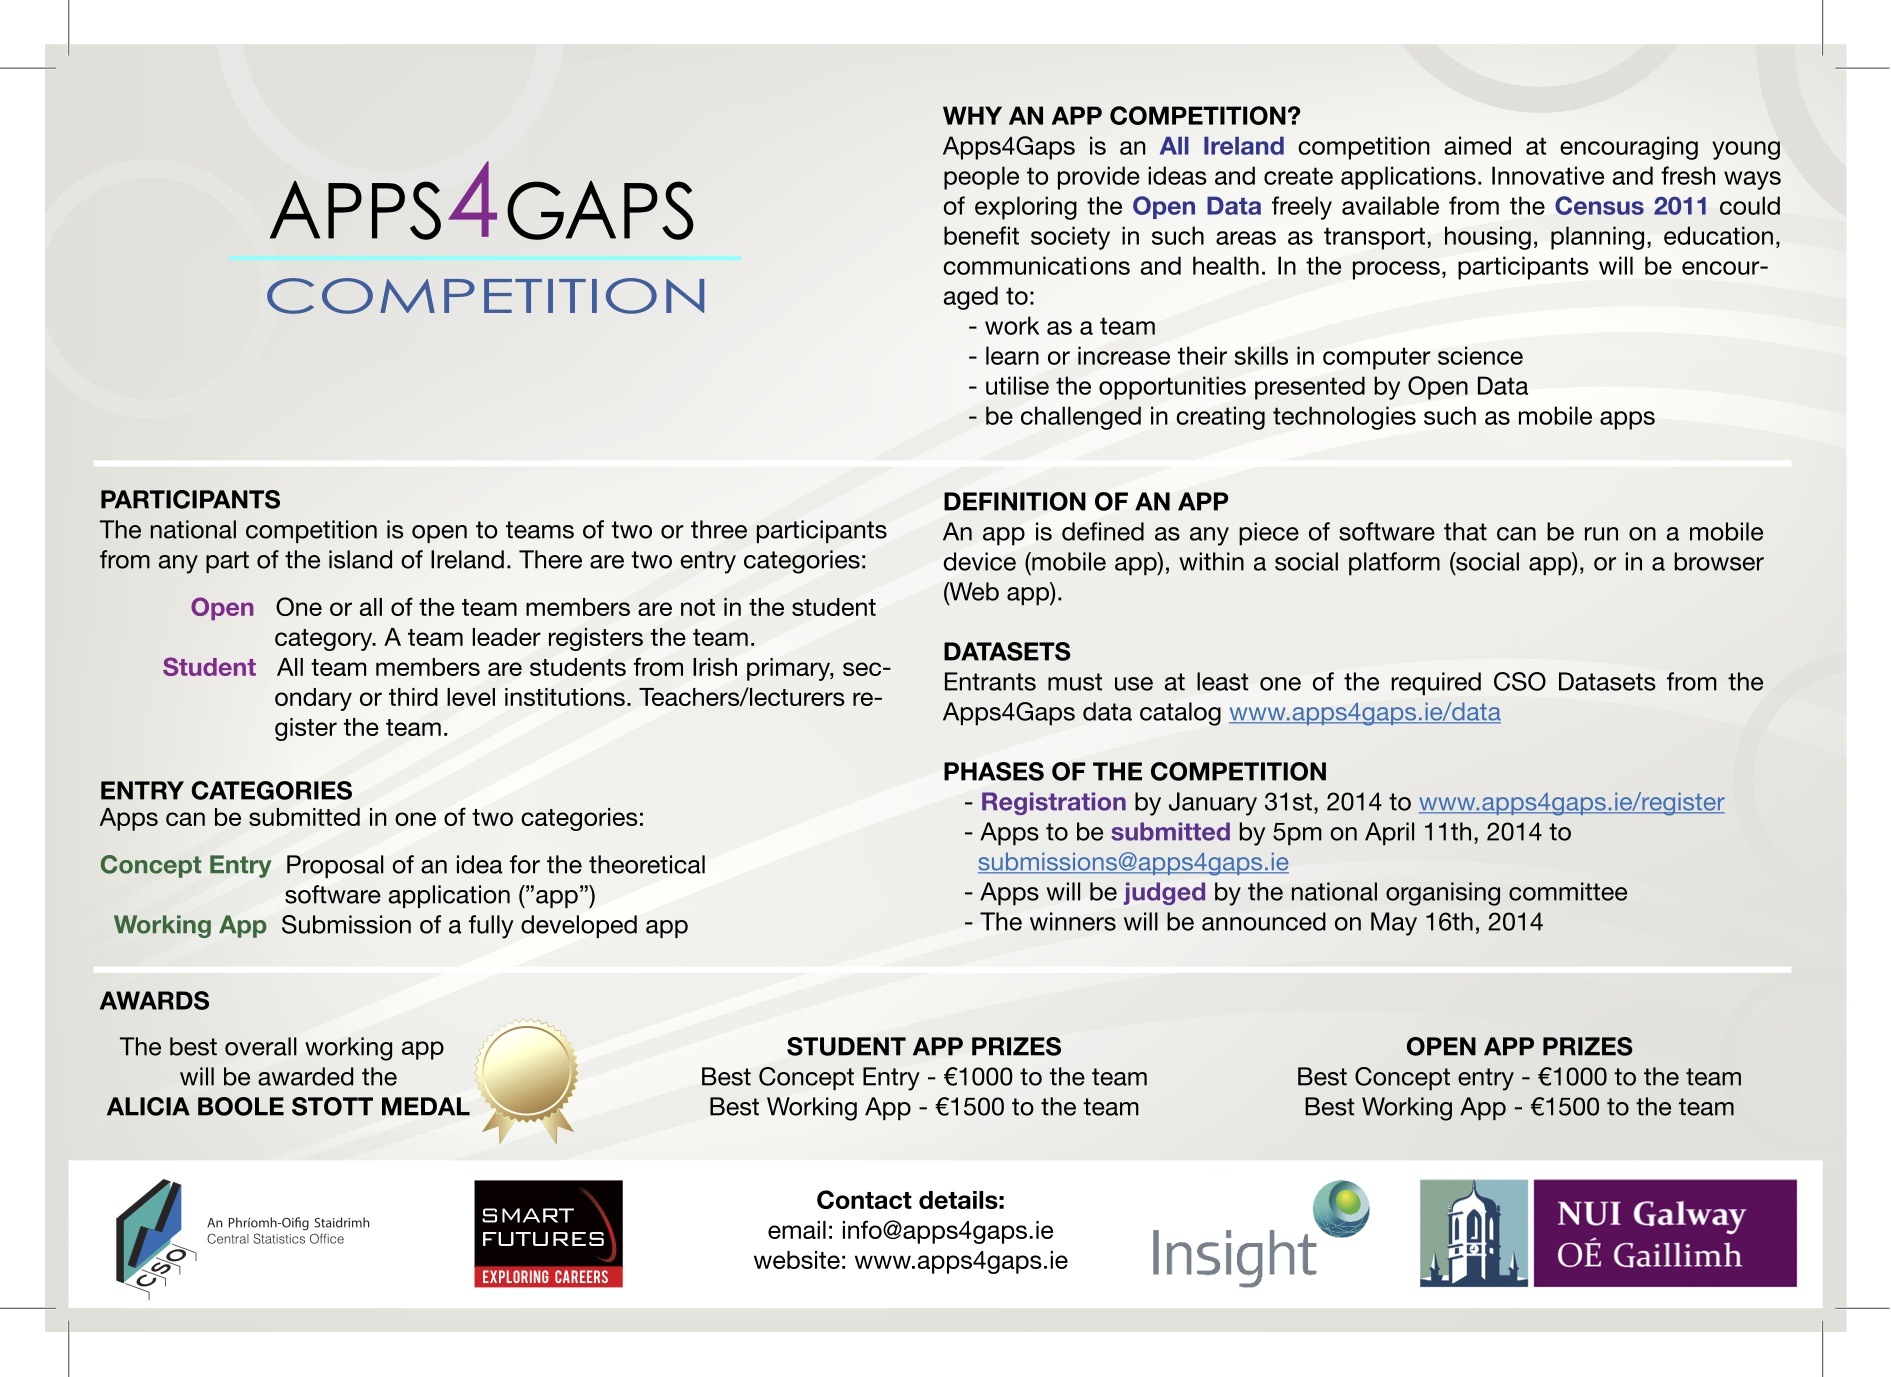 APPS4GAPS
COMPETITION
WHY AN APP COMPETITION?
Apps4Gaps is an All Ireland competition aimed at encouraging young
people to provide ideas and create applications. Innovative and fresh ways
of exploring the Open Data freely available from the Census 2011 could
benefit society in such areas as transport, housing, planning, education,
communications and health. In the process, participants will be encour-
aged to:
- work as a team
- learn or increase their skills in computer science
- utilise the opportunities presented by Open Data
- be challenged in creating technologies such as mobile apps
PARTICIPANTS
The national competition is open to teams of two or three participants
from any part of the island of Ireland. There are two entry categories:
Open One or all of the team members are not in the student
category. A team leader registers the team.
Student All team members are students from Irish primary, sec-
ondary or third level institutions. Teachers/lecturers re-
gister the team.
ENTRY CATEGORIES
Apps can be submitted in one of two categories:
Concept Entry Proposal of an idea for the theoretical
software application (”app”)
Working App Submission of a fully developed app
DEFINITION OF AN APP
An app is defined as any piece of software that can be run on a mobile
device (mobile app), within a social platform (social app), or in a browser
(Web app).
DATASETS
Entrants must use at least one of the required CSO Datasets from the
Apps4Gaps data catalog www.apps4gaps.ie/data
PHASES OF THE COMPETITION
- Registration by January 31st, 2014 to www.apps4gaps.ie/register
- Apps to be submitted by 5pm on April 11th, 2014 to
submissions@apps4gaps.ie
- Apps will be judged by the national organising committee
- The winners will be announced on May 16th, 2014
AWARDS
The best overall working app
will be awarded the
ALICIA BOOLE STOTT MEDAL
STUDENT APP PRIZES
Best Concept Entry - €1000 to the team
Best Working App - €1500 to the team
OPEN APP PRIZES
Best Concept entry - €1000 to the team
Best Working App - €1500 to the team
CSO
An Phríomh-Oifig Staidrimh
Central Statistics Office
SMART
FUTURES
EXPLORING CAREERS
Contact details:
email: info@apps4gaps.ie
website: www.apps4gaps.ie
Insight
NUI Galway
OÉ Gaillimh